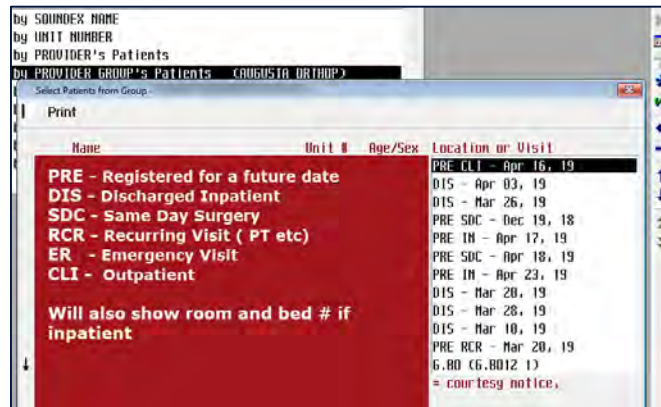 by SOUNDEX NAME
by UNIT NUMBER
by PROVIDER's Patients
by PROVIDER GROUP's Patients (AUGUSTA ORTHOP)
Select Patients from Group -
Print
Name Unit # Age/Sex Location or Visit
PRE CLI - Apr 16, 19
DIS - Apr 03, 19
DIS - Mar 26, 19
PRE SDC - Dec 19, 18
PRE IN - Apr 17, 19
PRE SDC - Apr 18, 19
PRE IN - Apr 23, 19
DIS - Mar 20, 19
DIS - Mar 28, 19
DIS - Mar 10, 19
PRE RCR - Mar 20, 19
G.80 (G.8012 1)
= courtesy notice.
PRE - Registered for a future date
DIS - Discharged Inpatient
SDC - Same Day Surgery
RCR - Recurring Visit ( PT etc)
ER - Emergency Visit
CLI - Outpatient
Will also show room and bed # if
inpatient